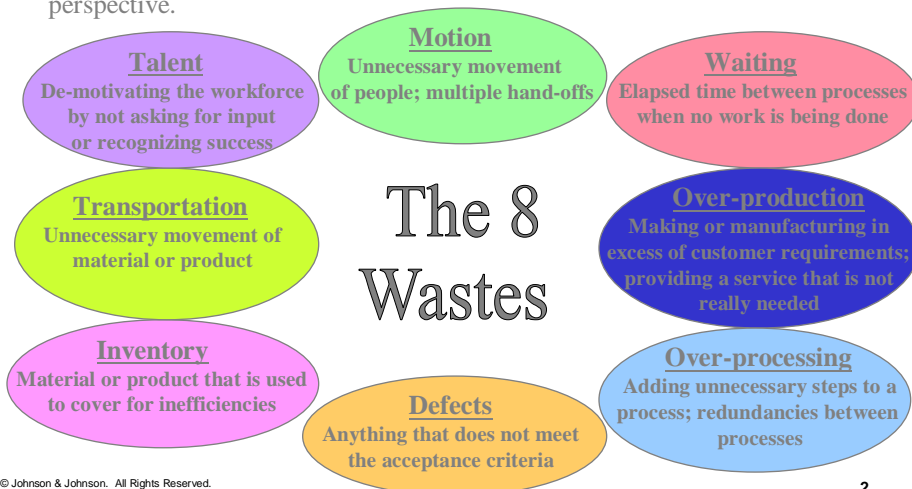 perspective.
Talent
De-motivating the workforce
by not asking for input
or recognizing success
Motion
Unnecessary movement
of people; multiple hand-offs
Waiting
Elapsed time between processes
when no work is being done
Transportation
Unnecessary movement of
material or product
The 8
Wastes
Over-production
Making or manufacturing in
excess of customer requirements;
providing a service that is not
really needed
Inventory
Material or product that is used
to cover for inefficiencies
Defects
Anything that does not meet
the acceptance criteria
Over-processing
Adding unnecessary steps to a
process; redundancies between
processes
© Johnson & Johnson. All Rights Reserved.
2